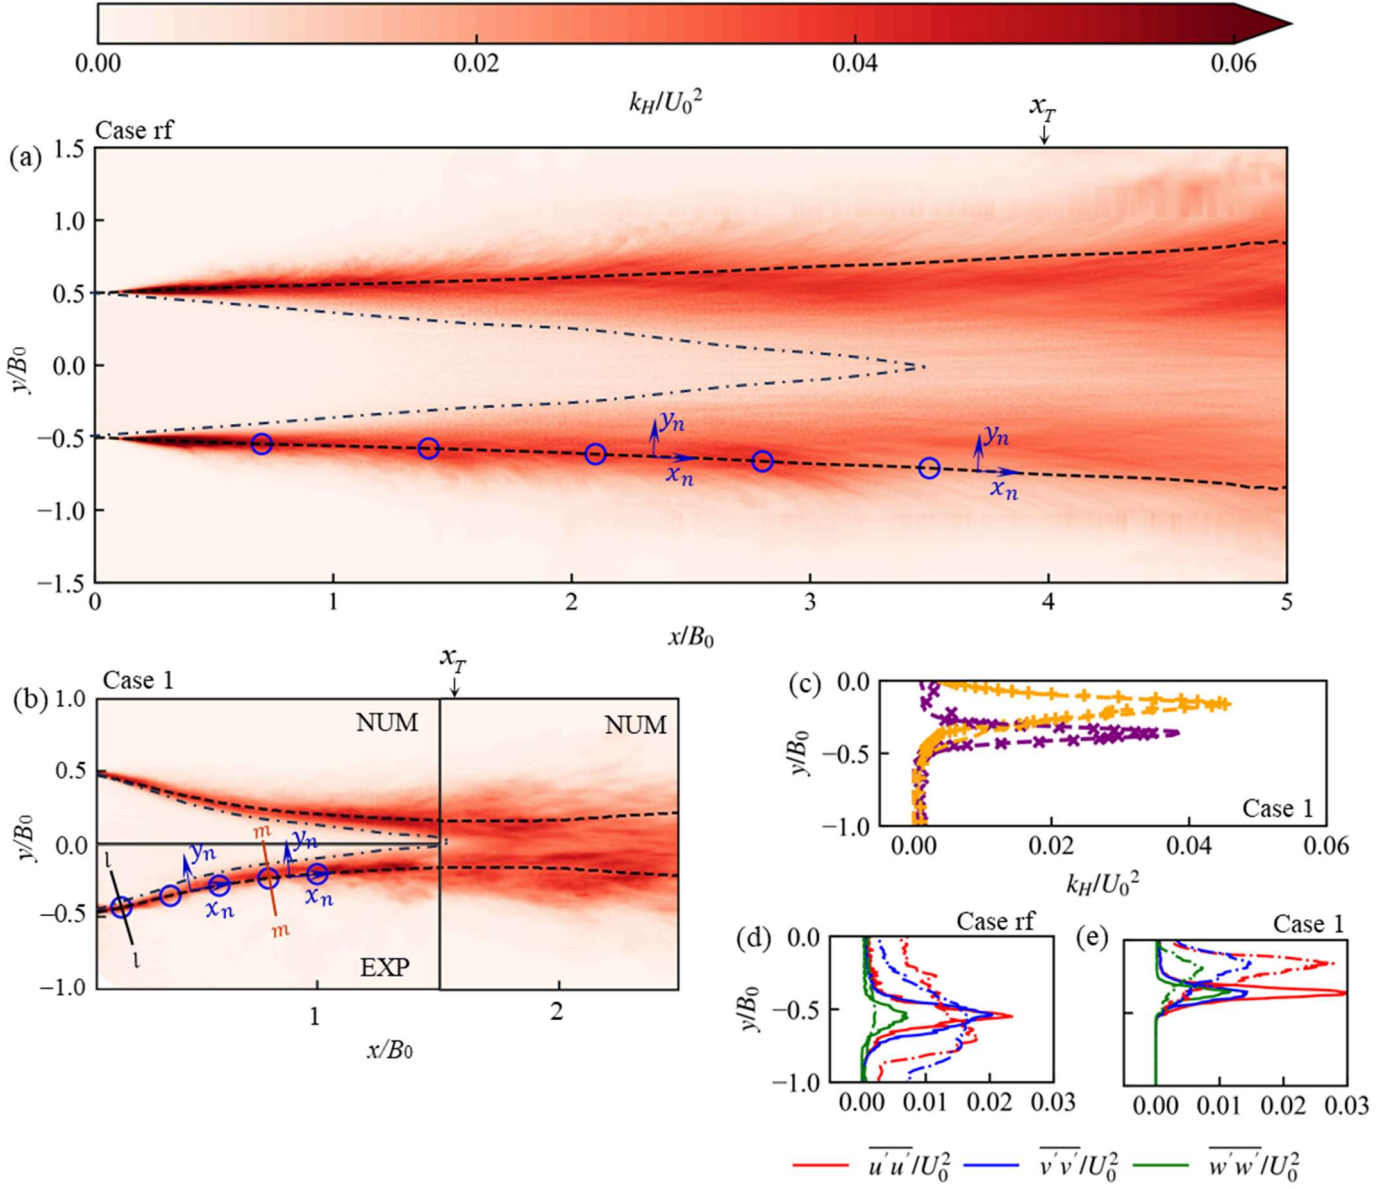 0.00 0.02 0.04 0.06
k_H/U_0^2
x_T
Case rf
(a)
1.5
1.0
0.5
0.0
−0.5
−1.0
−1.5
y/B_0
y_n y_n
x_n x_n
0 1 2 3 4 5
x/B_0
x_T
(b) Case 1
1.0
0.5
0.0
−0.5
−1.0
y/B_0
NUM NUM
m y_n y_n
l
x_n x_n
m
l
EXP
1 2
x/B_0
(c)
0.0
−0.5
−1.0
y/B_0
Case 1
0.00 0.02 0.04 0.06
k_H/U_0^2
(d) Case rf
0.0
−0.5
−1.0
y/B_0
0.00 0.01 0.02 0.03
(e) Case 1
0.00 0.01 0.02 0.03
u′u′/U_0^2 v′v′/U_0^2 w′w′/U_0^2